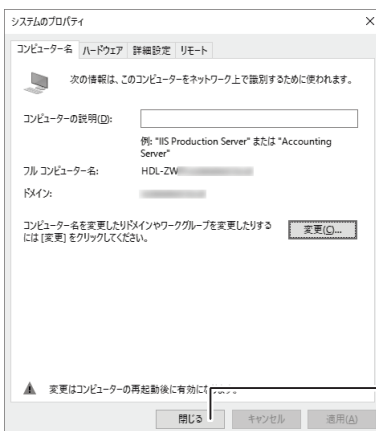 システムのプロパティ
コンピューター名 ハードウェア 詳細設定 リモート
次の情報は、このコンピューターをネットワーク上で識別するために使われます。
コンピューターの説明(D):
例: "IIS Production Server" または "Accounting
Server"
フル コンピューター名: HDL-ZW
ドメイン:
コンピューター名を変更したりドメインやワークグループを変更したりする
には [変更] をクリックしてください。
変更(C)...
変更はコンピューターの再起動後に有効になります。
閉じる キャンセル 適用(A)